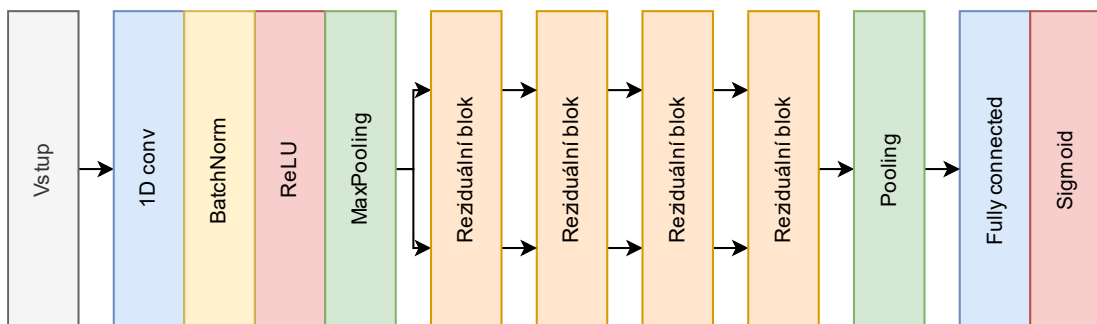 Vstup
1D conv
BatchNorm
ReLU
MaxPooling
Reziduální blok
Reziduální blok
Reziduální blok
Reziduální blok
Pooling
Fully connected
Sigmoid